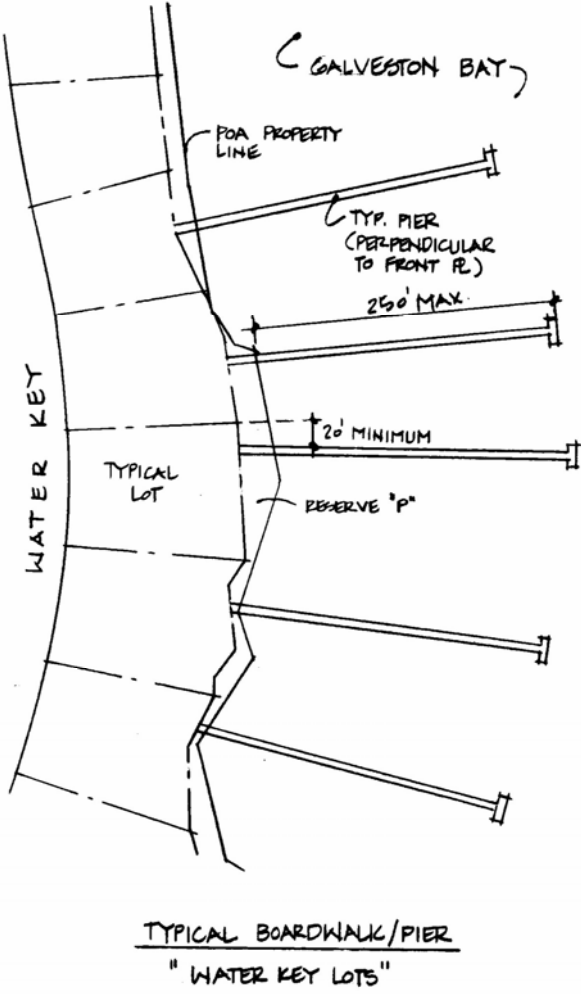 GALVESTON BAY
POA PROPERTY
LINE
TYP. PIER
(PERPENDICULAR
TO FRONT PL)
250' MAX.
20' MINIMUM
WATER KEY
TYPICAL
LOT
RESERVE "P"
TYPICAL BOARDWALK/PIER
"WATER KEY LOTS"